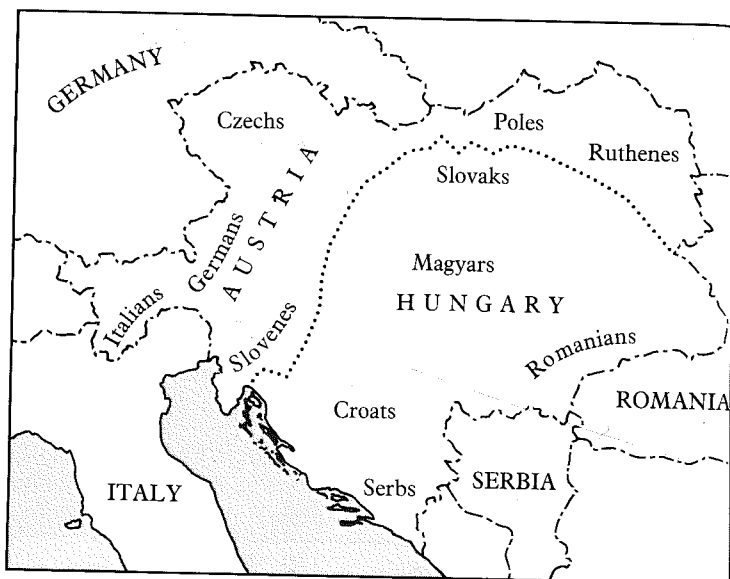 GERMANY
Czechs
Poles
Ruthenes
Slovaks
AUSTRIA
Germans
Magyars
HUNGARY
Italians
Slovenes
Romanians
Croats
ROMANIA
ITALY
Serbs
SERBIA